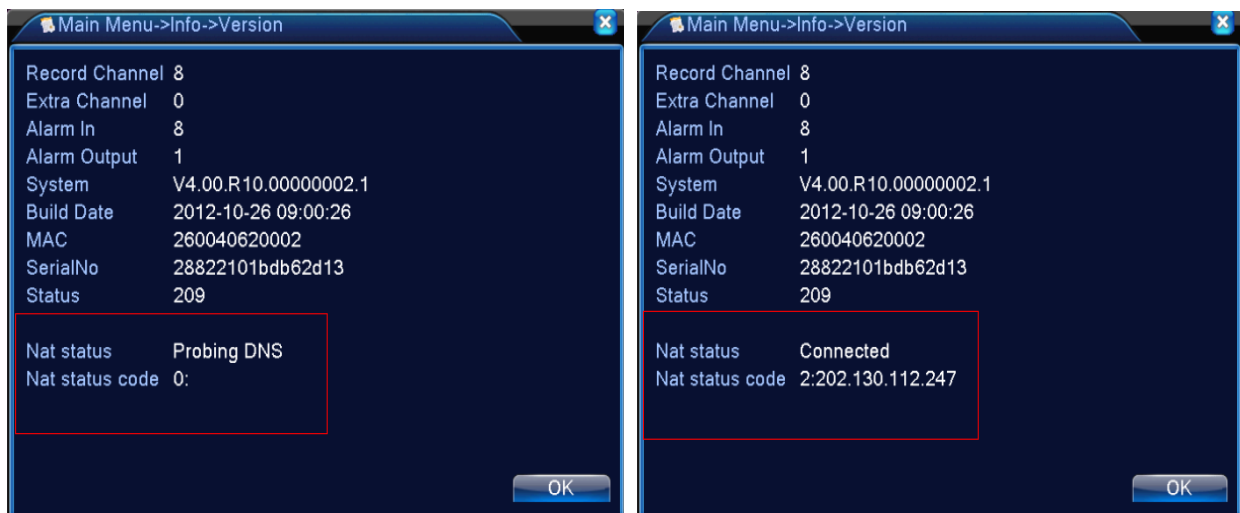 Main Menu->Info->Version
Record Channel 8
Extra Channel 0
Alarm In 8
Alarm Output 1
System V4.00.R10.00000002.1
Build Date 2012-10-26 09:00:26
MAC 260040620002
SerialNo 28822101bdb62d13
Status 209
Nat status Probing DNS
Nat status code 0:
OK
Main Menu->Info->Version
Record Channel 8
Extra Channel 0
Alarm In 8
Alarm Output 1
System V4.00.R10.00000002.1
Build Date 2012-10-26 09:00:26
MAC 260040620002
SerialNo 28822101bdb62d13
Status 209
Nat status Connected
Nat status code 2:202.130.112.247
OK